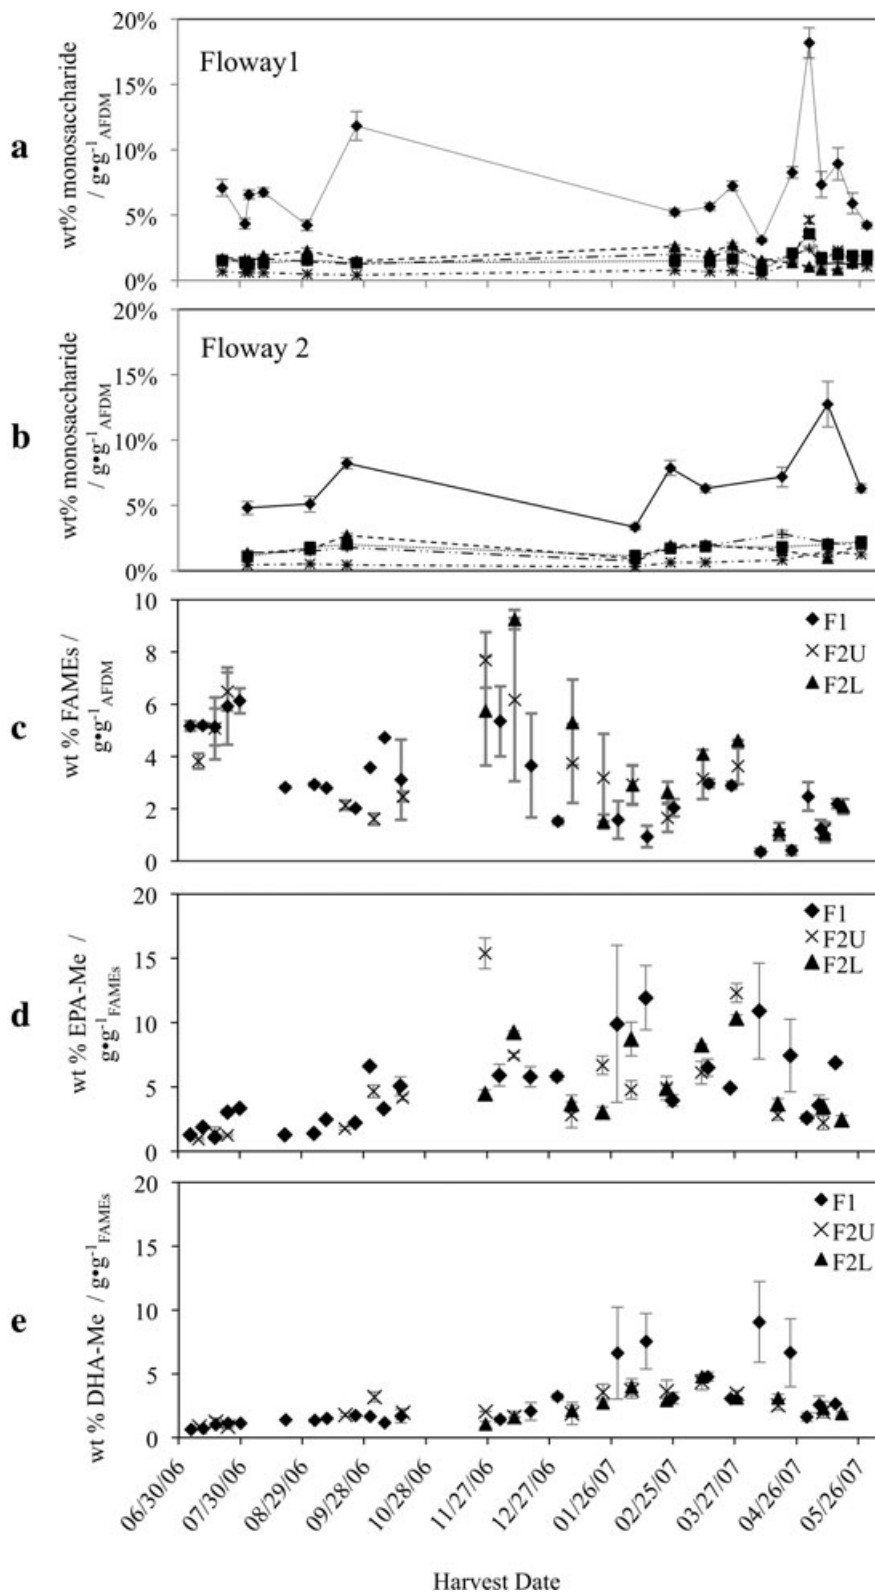 a
wt% monosaccharide
/ g•g⁻¹AFDM
20%
15%
10%
5%
0%
Floway1
b
wt% monosaccharide
/ g•g⁻¹AFDM
20%
15%
10%
5%
0%
Floway 2
c
wt % FAMEs /
g•g⁻¹AFDM
10
8
6
4
2
0
F1
F2U
F2L
d
wt % EPA-Me /
g•g⁻¹FAMEs
20
15
10
5
0
F1
F2U
F2L
e
wt % DHA-Me / g•g⁻¹FAMEs
20
15
10
5
0
F1
F2U
F2L
06/30/06
07/30/06
08/29/06
09/28/06
10/28/06
11/27/06
12/27/06
01/26/07
02/25/07
03/27/07
04/26/07
05/26/07
Harvest Date